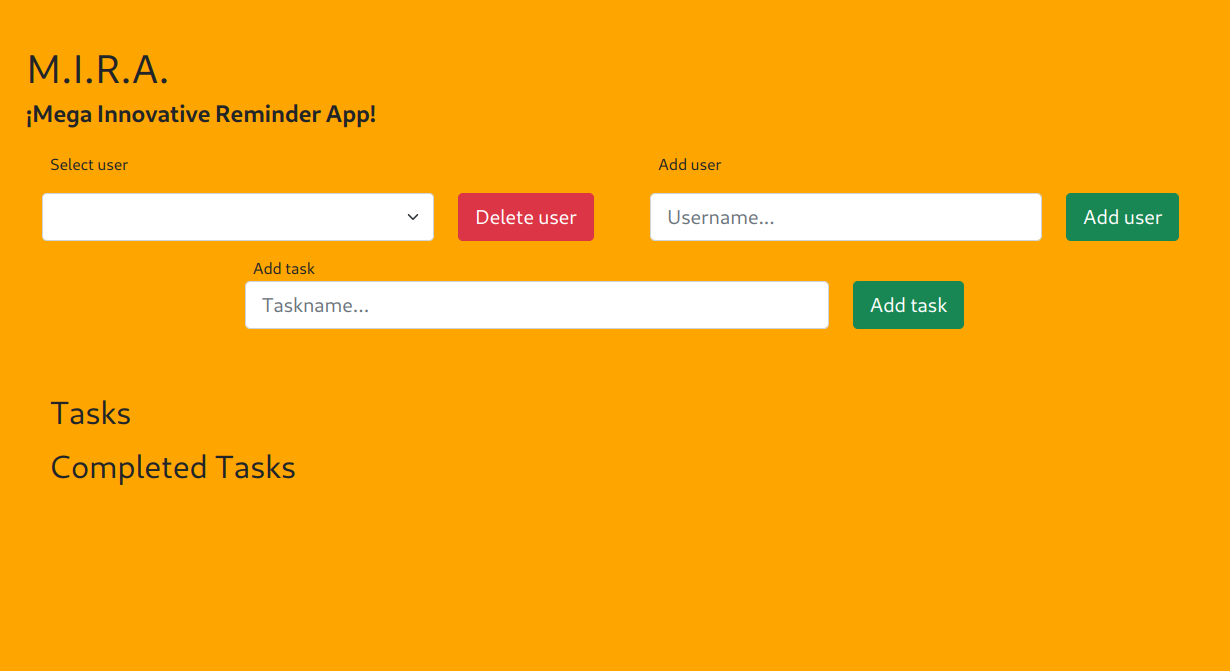 M.I.R.A.
¡Mega Innovative Reminder App!
Select user
Add user
Delete user
Username...
Add user
Add task
Taskname...
Add task
Tasks
Completed Tasks